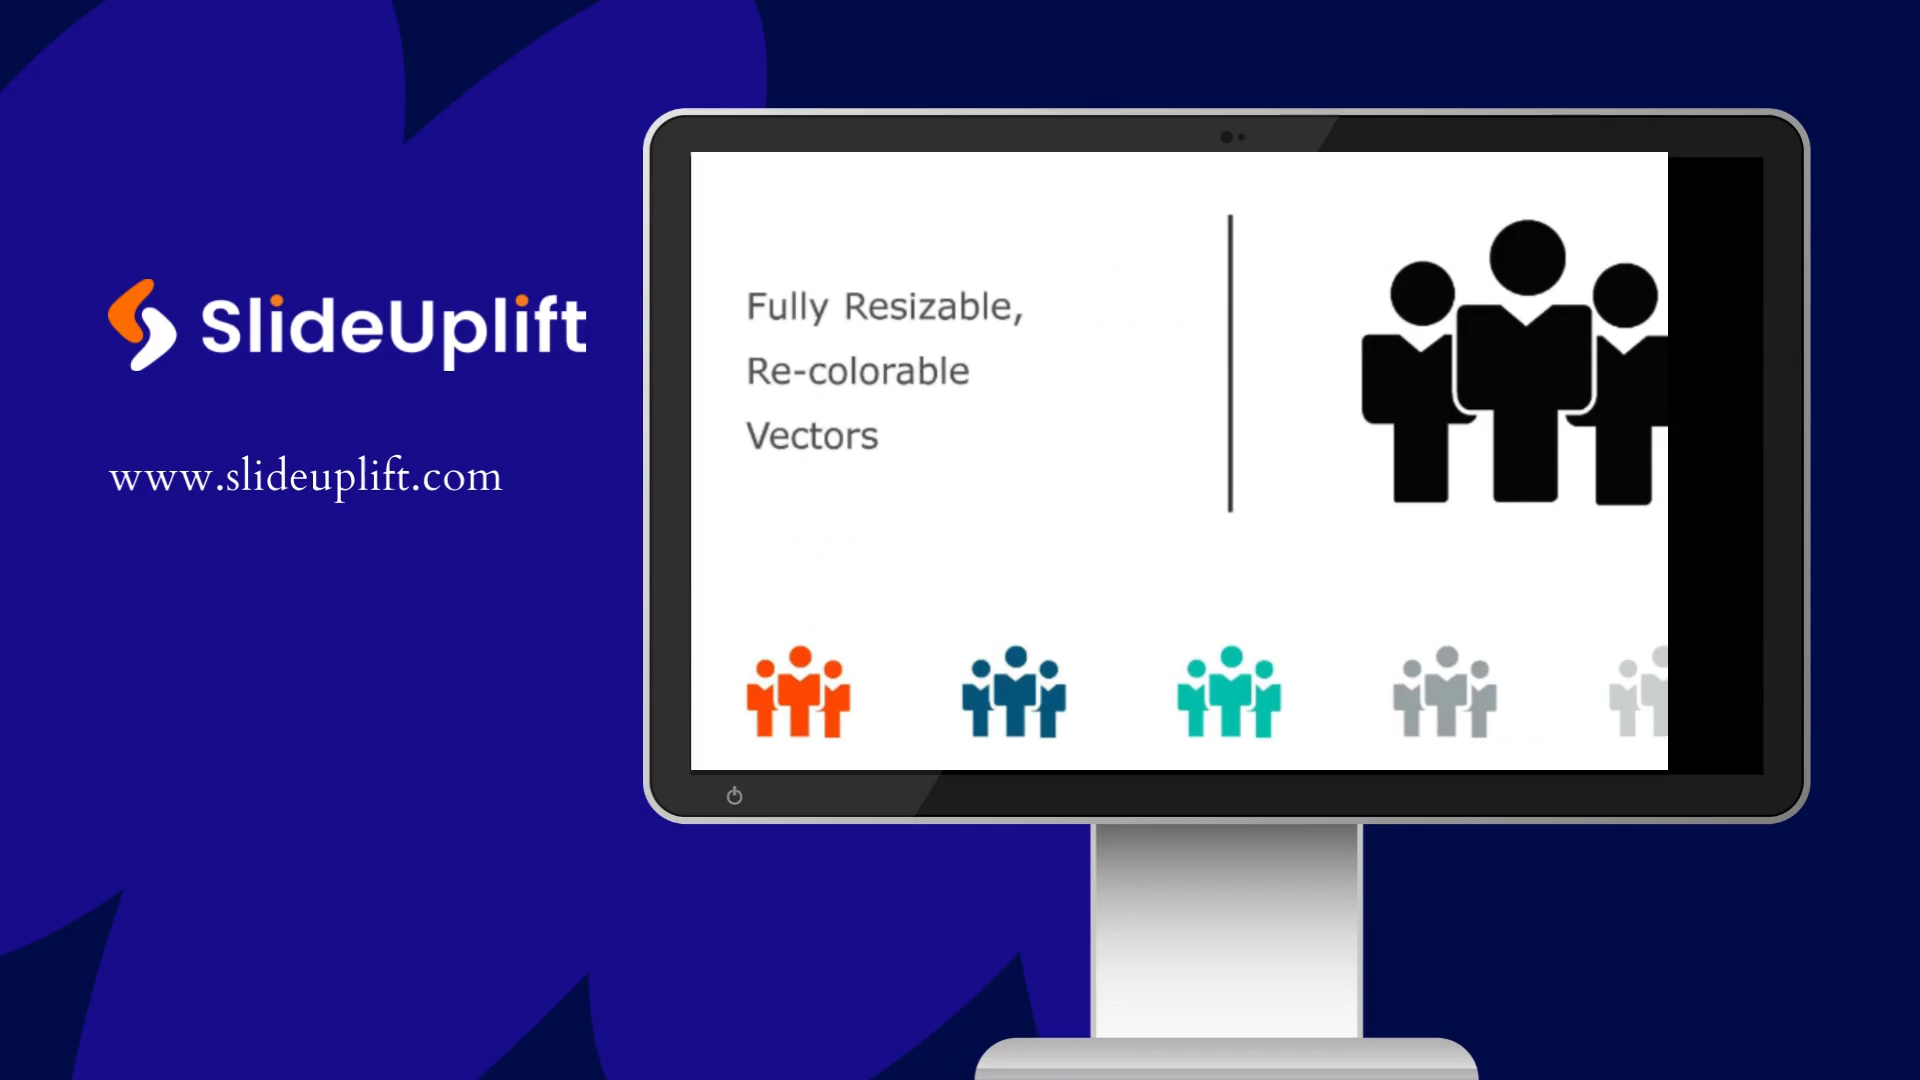 SlideUplift
www.slideuplift.com
Fully Resizable,
Re-colorable
Vectors